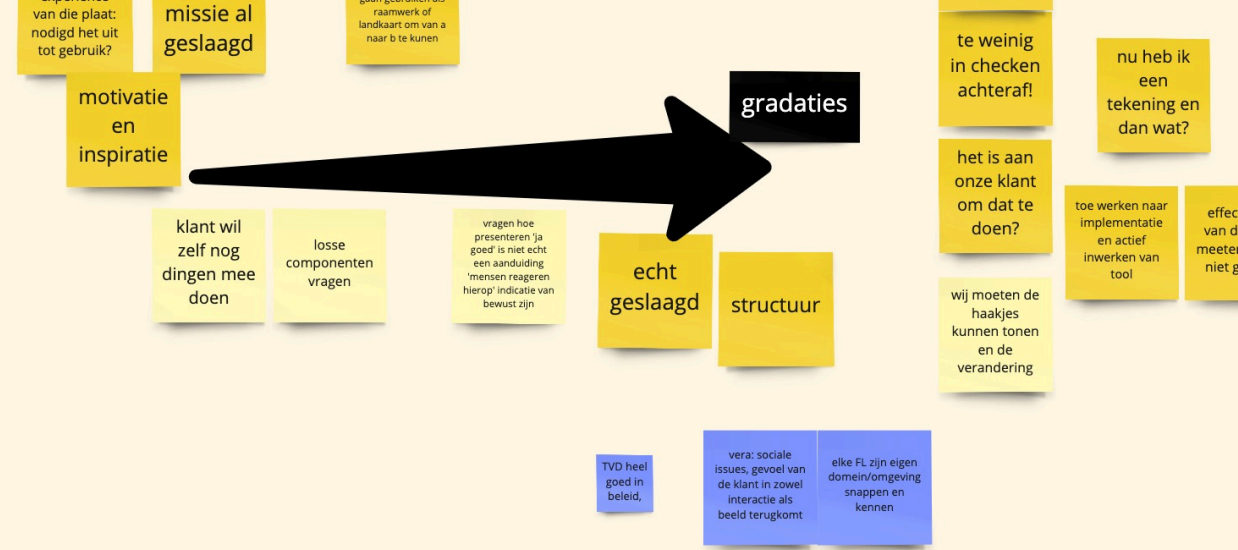 van die plaat:
nodigd het uit
tot gebruik?
missie al
geslaagd
raamwerk of
landkaart om van a
naar b te kunen
motivatie
en
inspiratie
gradaties
klant wil
zelf nog
dingen mee
doen
losse
componenten
vragen
vragen hoe
presenteren 'ja
goed' is niet echt
een aanduiding
'mensen reageren
hierop' indicatie van
bewust zijn
echt
geslaagd
structuur
te weinig
in checken
achteraf!
nu heb ik
een
tekening en
dan wat?
het is aan
onze klant
om dat te
doen?
toe werken naar
implementatie
en actief
inwerken van
tool
effec
van d
meete
niet g
wij moeten de
haakjes
kunnen tonen
en de
verandering
TVD heel
goed in
beleid,
vera: sociale
issues, gevoel van
de klant in zowel
interactie als
beeld terugkomt
elke FL zijn eigen
domein/omgeving
snappen en
kennen